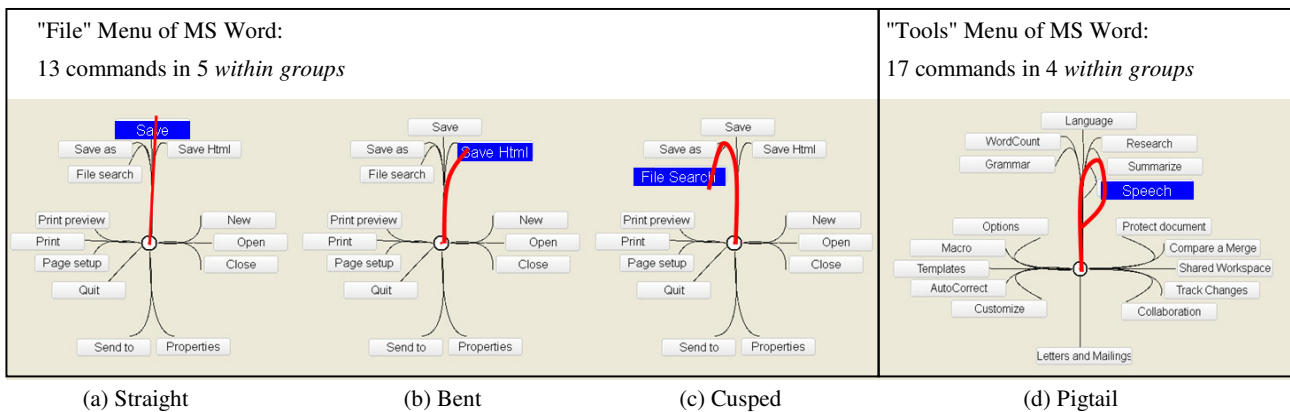 "File" Menu of MS Word:
13 commands in 5 within groups
"Tools" Menu of MS Word:
17 commands in 4 within groups
Save
Save as
Save Html
File search
Print preview
New
Print
Open
Page setup
Close
Quit
Send to
Properties
Save
Save as
Save Html
File search
Print preview
New
Print
Open
Page setup
Close
Quit
Send to
Properties
Save
Save as
Save Html
File Search
Print preview
New
Print
Open
Page setup
Close
Quit
Send to
Properties
Language
WordCount
Research
Grammar
Summarize
Speech
Options
Protect document
Macro
Compare a Merge
Templates
Shared Workspace
AutoCorrect
Track Changes
Customize
Collaboration
Letters and Mailings
(a) Straight
(b) Bent
(c) Cusped
(d) Pigtail